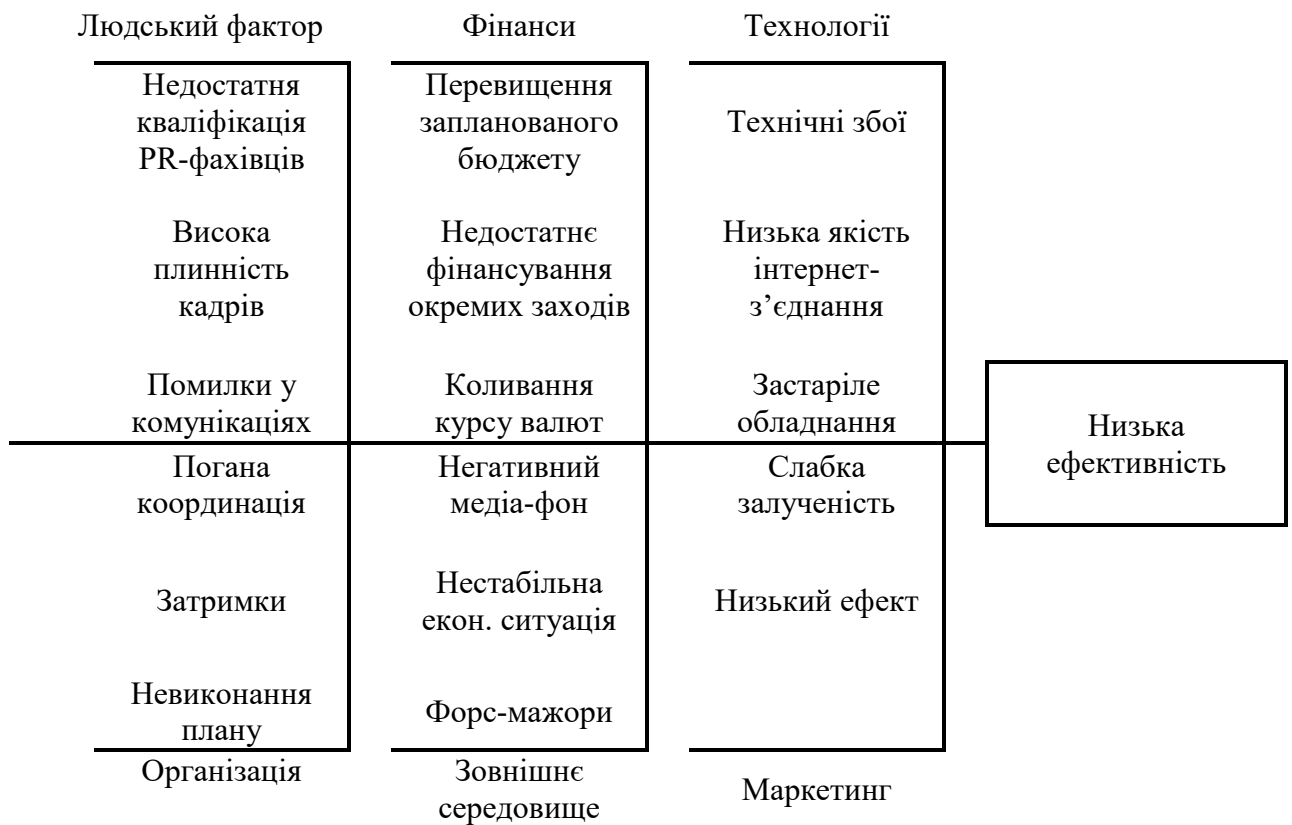 Людський фактор
Фінанси
Технології
Недостатня
кваліфікація
PR-фахівців
Висока
плинність
кадрів
Помилки у
комунікаціях
Перевищення
запланованого
бюджету
Недостатнє
фінансування
окремих заходів
Коливання
курсу валют
Технічні збої
Низька якість
інтернет-
з’єднання
Застаріле
обладнання
Низька
ефективність
Погана
координація
Затримки
Невиконання
плану
Негативний
медіа-фон
Нестабільна
екон. ситуація
Форс-мажори
Слабка
залученість
Низький ефект
Організація
Зовнішнє
середовище
Маркетинг